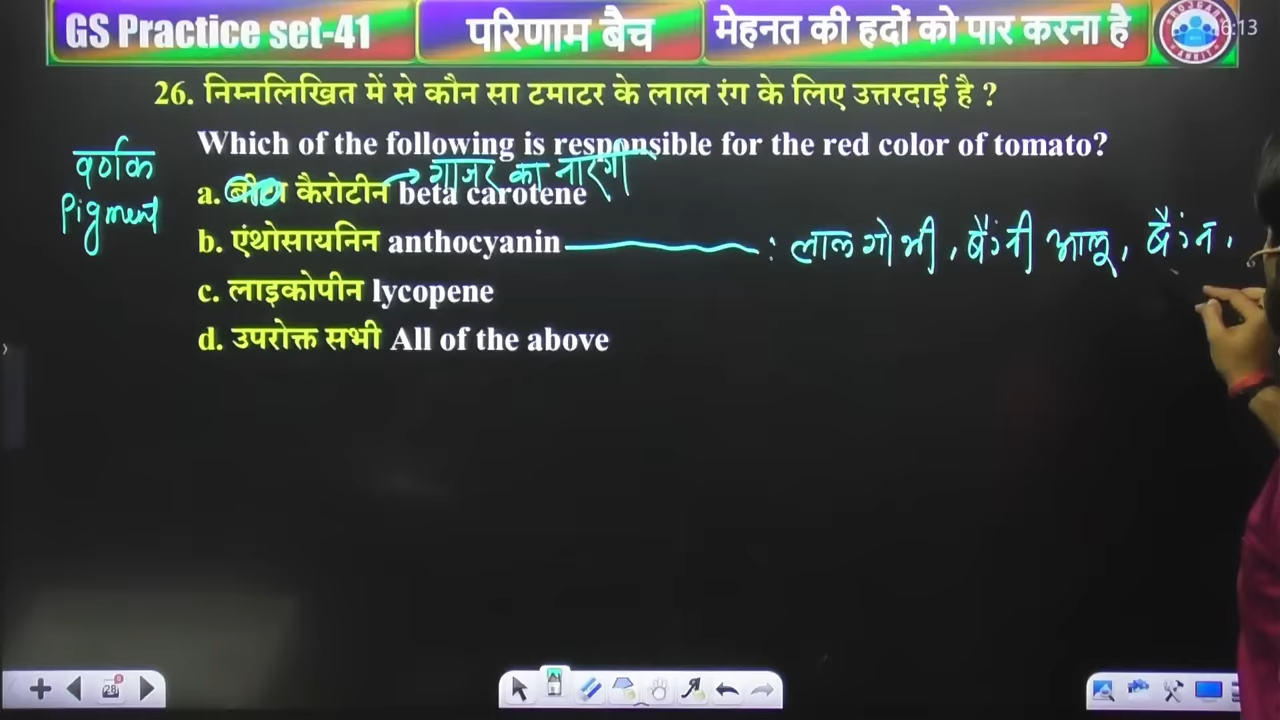 GS Practice set-41 परिणाम बैच मेहनत की हदों को पार करना है
26. निम्नलिखित में से कौन सा टमाटर के लाल रंग के लिए उत्तरदाई है ?
Which of the following is responsible for the red color of tomato?
वर्णक
Pigment
गाजर का नारंगी
a. बीटा कैरोटीन beta carotene
b. एंथोसायनिन anthocyanin : लाल गोभी, बैंगनी आलू, बैंगन,
c. लाइकोपीन lycopene
d. उपरोक्त सभी All of the above
28